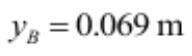 y_B = 0.069 m